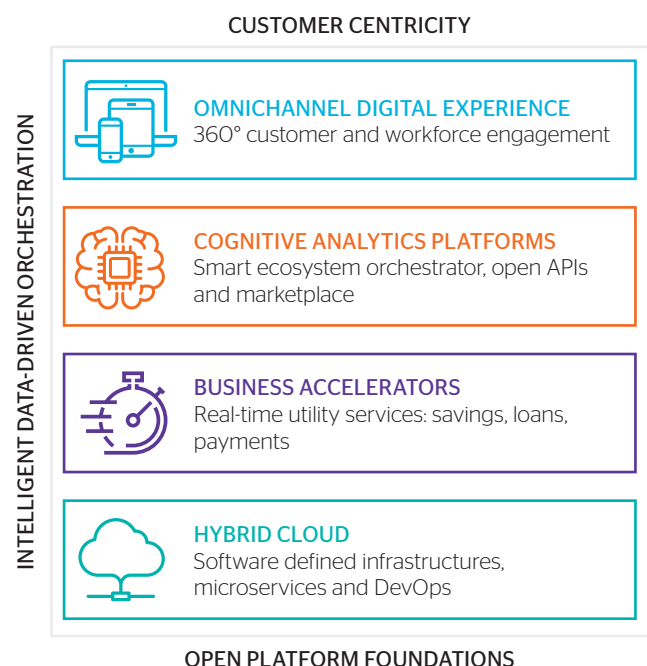 CUSTOMER CENTRICITY
INTELLIGENT DATA-DRIVEN ORCHESTRATION
OMNICHANNEL DIGITAL EXPERIENCE
360° customer and workforce engagement
COGNITIVE ANALYTICS PLATFORMS
Smart ecosystem orchestrator, open APIs
and marketplace
BUSINESS ACCELERATORS
Real-time utility services: savings, loans,
payments
HYBRID CLOUD
Software defined infrastructures,
microservices and DevOps
OPEN PLATFORM FOUNDATIONS